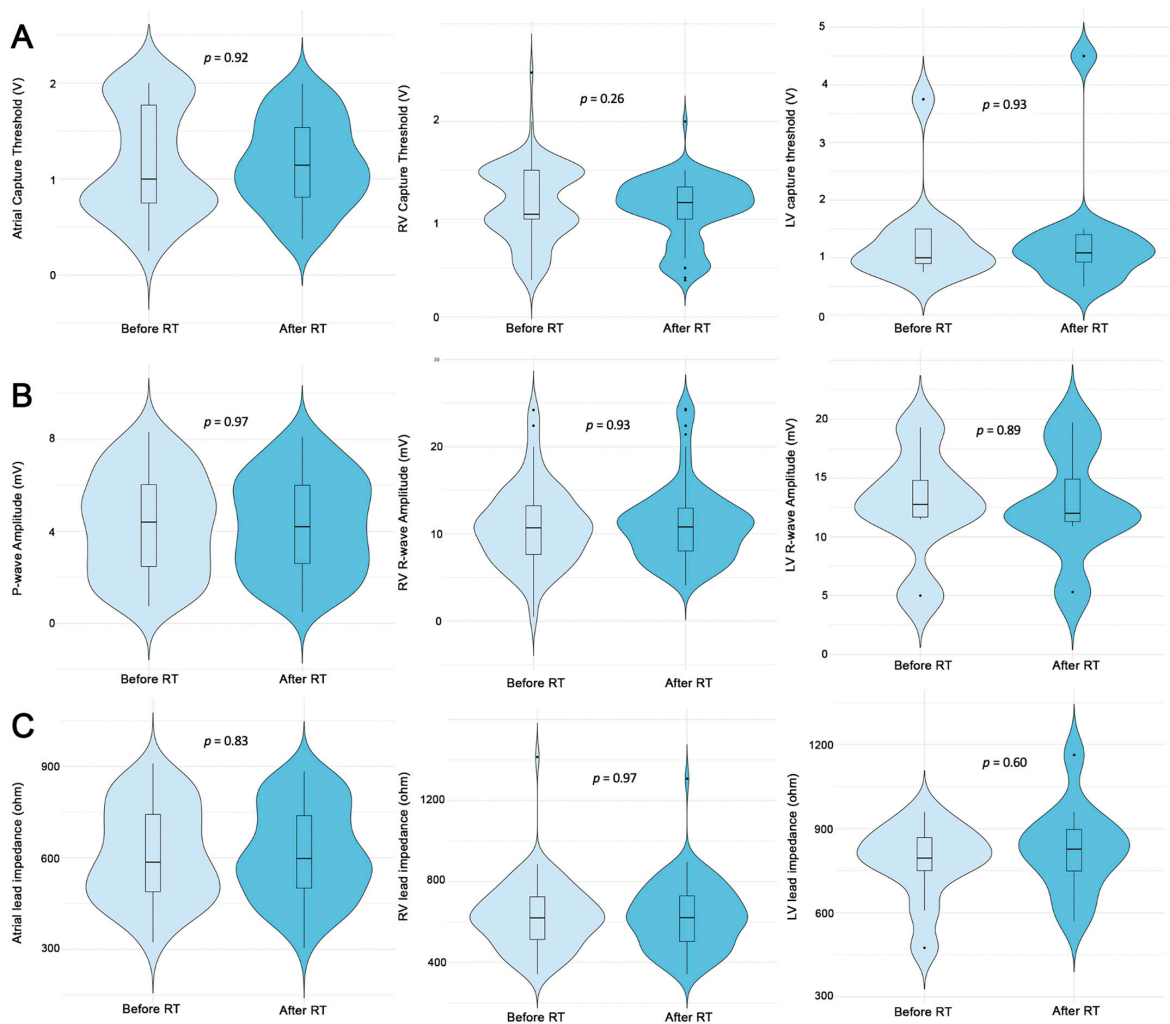 A
Atrial Capture Threshold (V)
2
1
0
p = 0.92
Before RT
After RT
RV Capture Threshold (V)
2
1
0
p = 0.26
Before RT
After RT
LV capture threshold (V)
5
4
3
2
1
0
p = 0.93
Before RT
After RT
B
P-wave Amplitude (mV)
8
4
0
p = 0.97
Before RT
After RT
RV R-wave Amplitude (mV)
30
20
10
0
p = 0.93
Before RT
After RT
LV R-wave Amplitude (mV)
20
15
10
5
0
p = 0.89
Before RT
After RT
C
Atrial lead impedance (ohm)
900
600
300
p = 0.83
Before RT
After RT
RV lead impedance (ohm)
1200
800
400
p = 0.97
Before RT
After RT
LV lead impedance (ohm)
1200
900
600
300
p = 0.60
Before RT
After RT